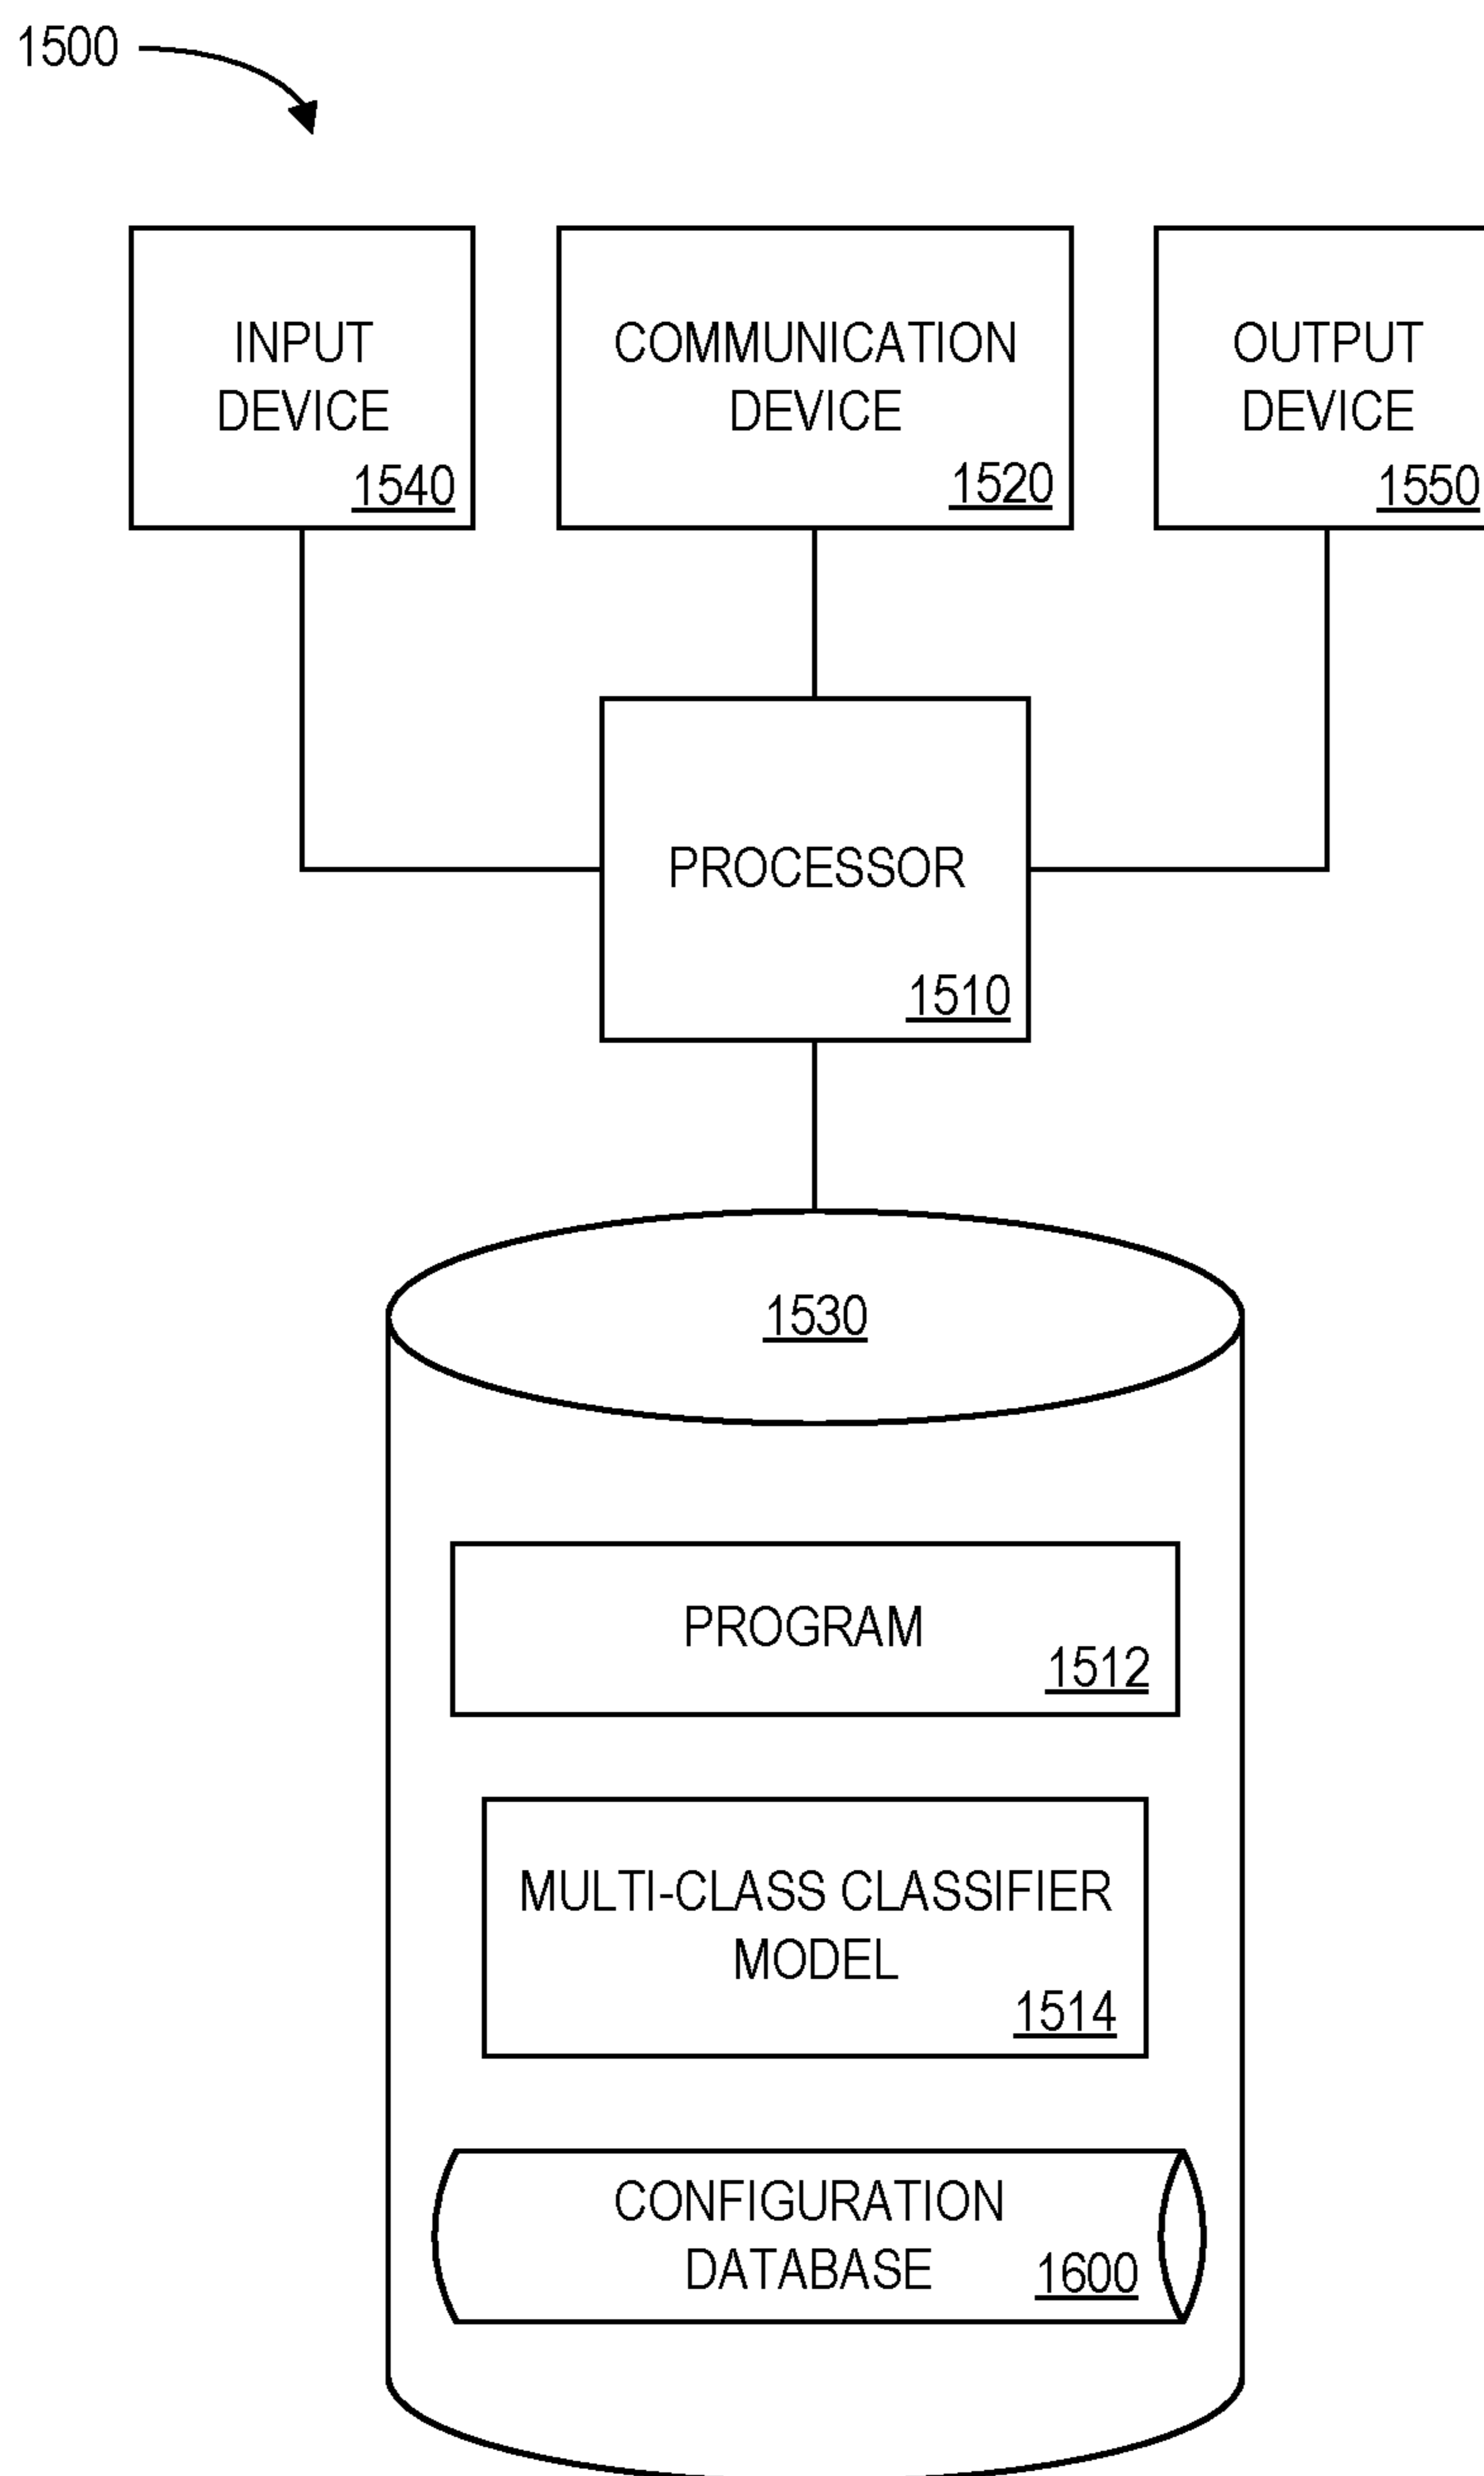 1500
INPUT
DEVICE
1540
COMMUNICATION
DEVICE
1520
OUTPUT
DEVICE
1550
PROCESSOR
1510
1530
PROGRAM
1512
MULTI-CLASS CLASSIFIER
MODEL
1514
CONFIGURATION
DATABASE
1600